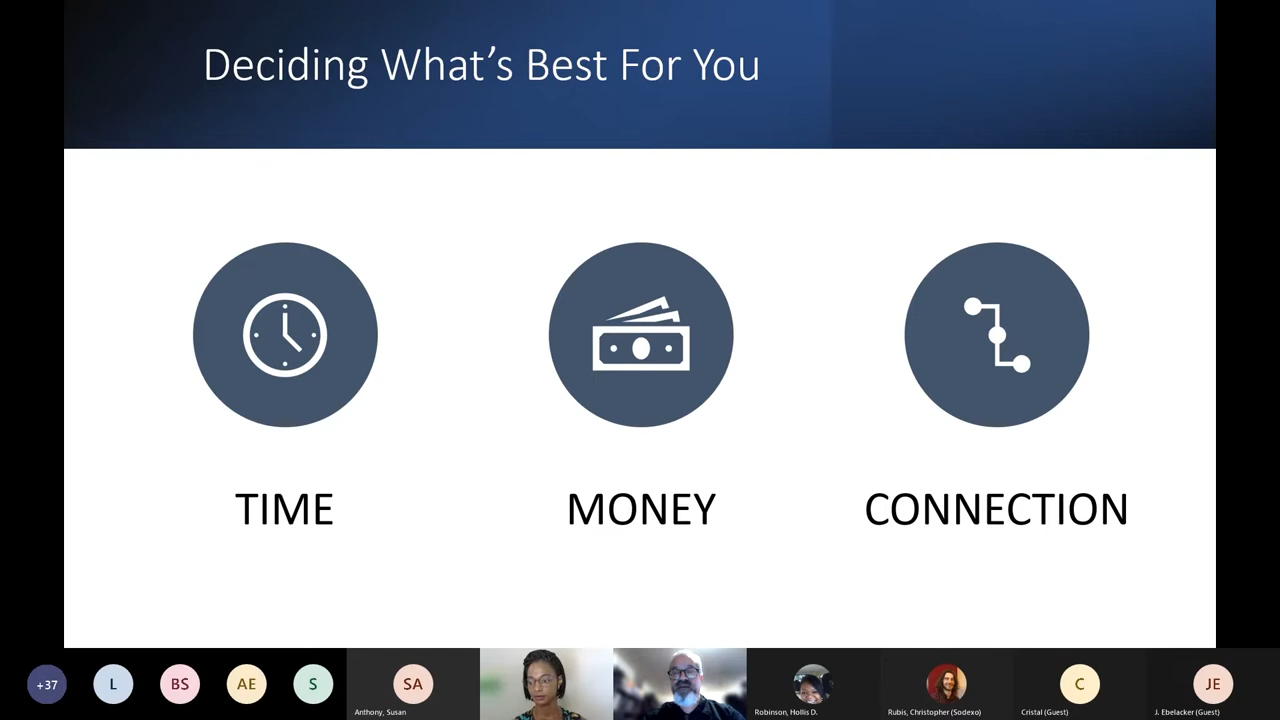 Deciding What's Best For You
TIME
MONEY
CONNECTION
+37
L
BS
AE
S
SA
Anthony, Susan
Robinson, Hollis D.
Rubis, Christopher (Sodexo)
C
Cristal (Guest)
JE
J. Ebelacker (Guest)